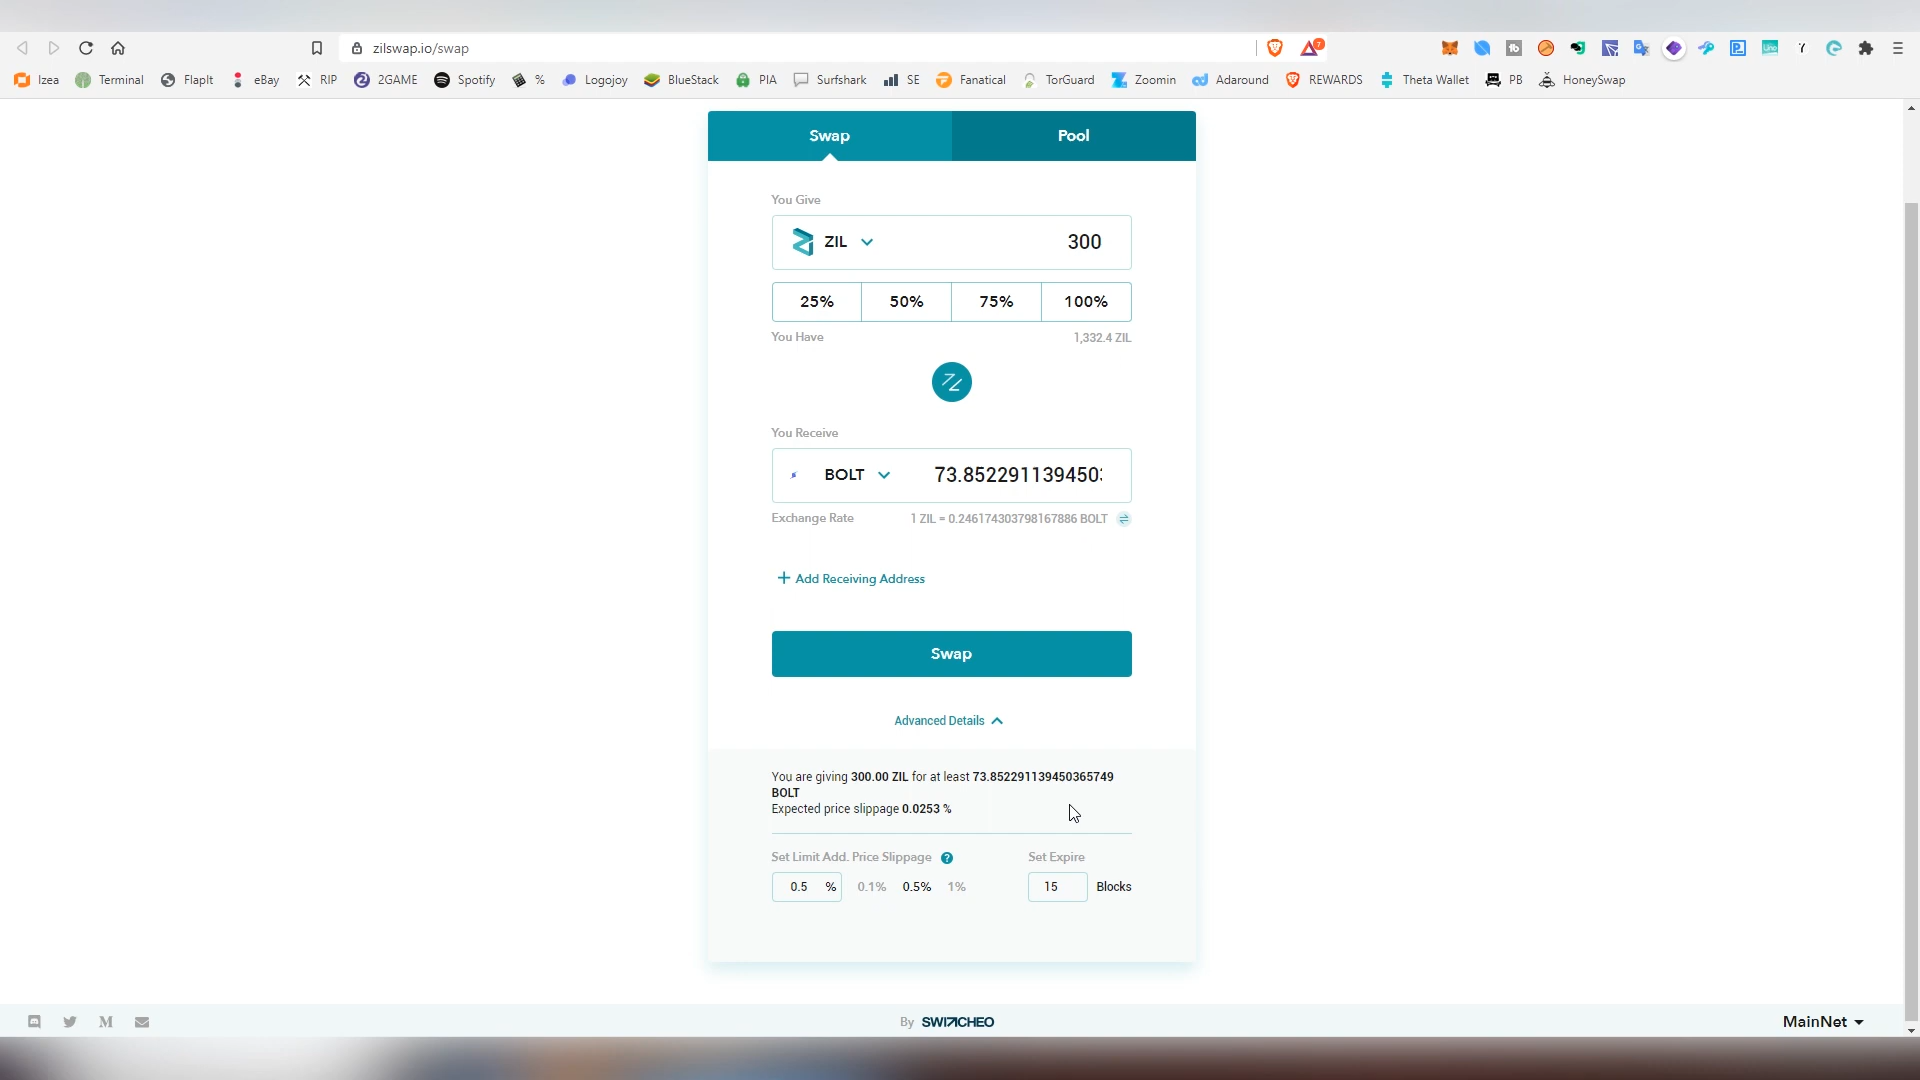 zilswap.io/swap
7
Izea Terminal FlapIt eBay RIP 2GAME Spotify % Logojoy BlueStack PIA Surfshark SE Fanatical TorGuard Zoomin Adaround REWARDS Theta Wallet PB HoneySwap
Swap Pool
You Give
ZIL 300
25% 50% 75% 100%
You Have 1,332.4 ZIL
You Receive
BOLT 73.852291139450
Exchange Rate 1 ZIL = 0.246174303798167886 BOLT
+ Add Receiving Address
Swap
Advanced Details
You are giving 300.00 ZIL for at least 73.852291139450365749
BOLT
Expected price slippage 0.0253 %
Set Limit Add. Price Slippage ? Set Expire
0.5 % 0.1% 0.5% 1% 15 Blocks
By SWITCHEO MainNet